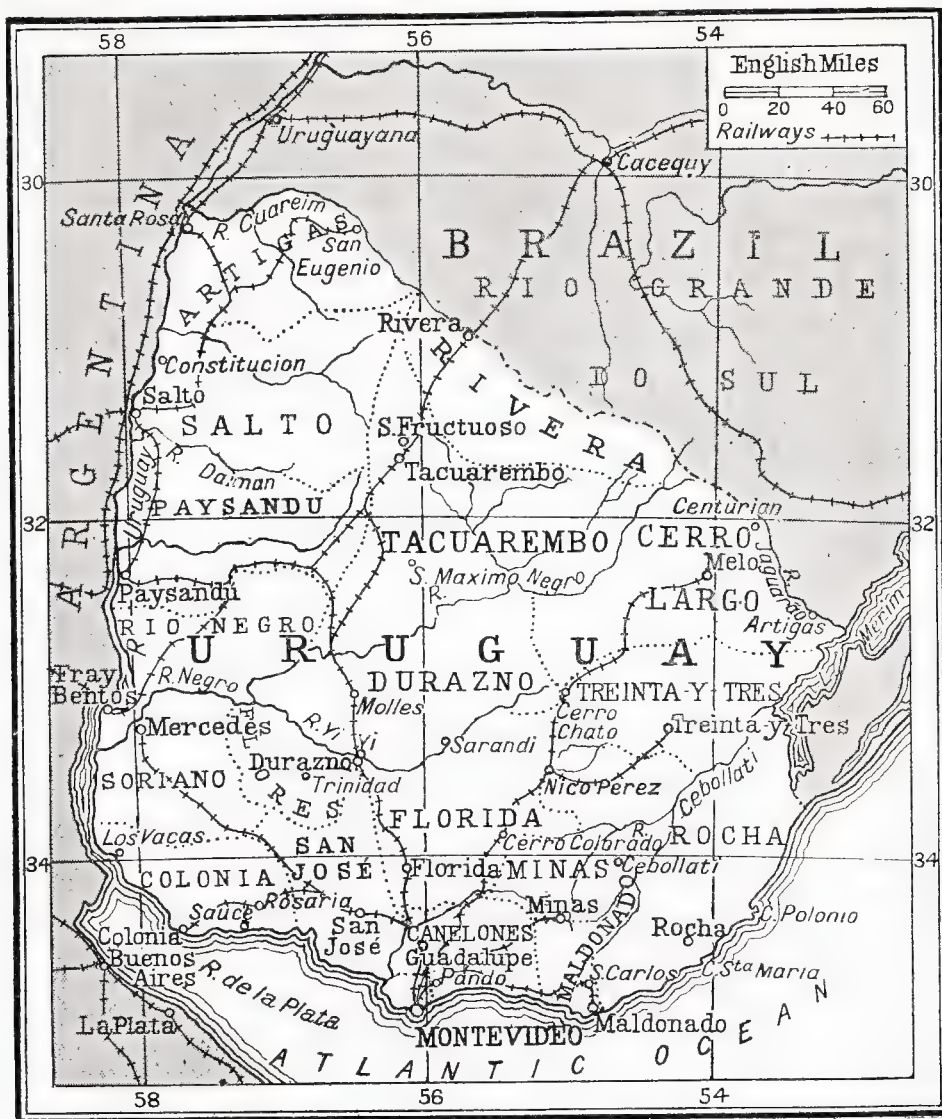 58 56 54
English Miles
0 20 40 60
Railways
Uruguayana
Cacequy
30 30
ARGENTINA
Santa Rosa
R. Cuareim
ARTIGAS
San
Eugenio
BRAZIL
RIO GRANDE
DO SUL
Rivera
RIVERA
Constitucion
Salto
SALTO
S. Fructuoso
Tacuarembo
R.
Daiman
Uruguay
R.
PAYSANDU
Centurian
32 32
TACUAREMBO
CERRO
LARGO
Melo
R.
Jaguarao
Artigas
Merim
S. Maximo
R. Negro
Paysandu
RIO NEGRO
URUGUAY
Fray
Bentos
R. Negro
DURAZNO
Molles
TREINTA Y TRES
Cerro
Chato
Treinta y Tres
Mercedes
R. Yi
Yi
Sarandi
Durazno
Trinidad
FLORES
SORIANO
Nico Perez
Cebollati
R.
FLORIDA
Cerro Colorado
ROCHA
Los Vacas
SAN
JOSÉ
34 34
Florida
MINAS
Cebollati
COLONIA
Sauce
Rosaria
San
José
Minas
C. Polonio
Rocha
Colonia
CANELONES
Guadalupe
Pando
MALDONADO
S. Carlos
C. Sta Maria
Buenos
Aires
R. de la Plata
La Plata
MONTEVIDEO
Maldonado
ATLANTIC OCEAN
58 56 54